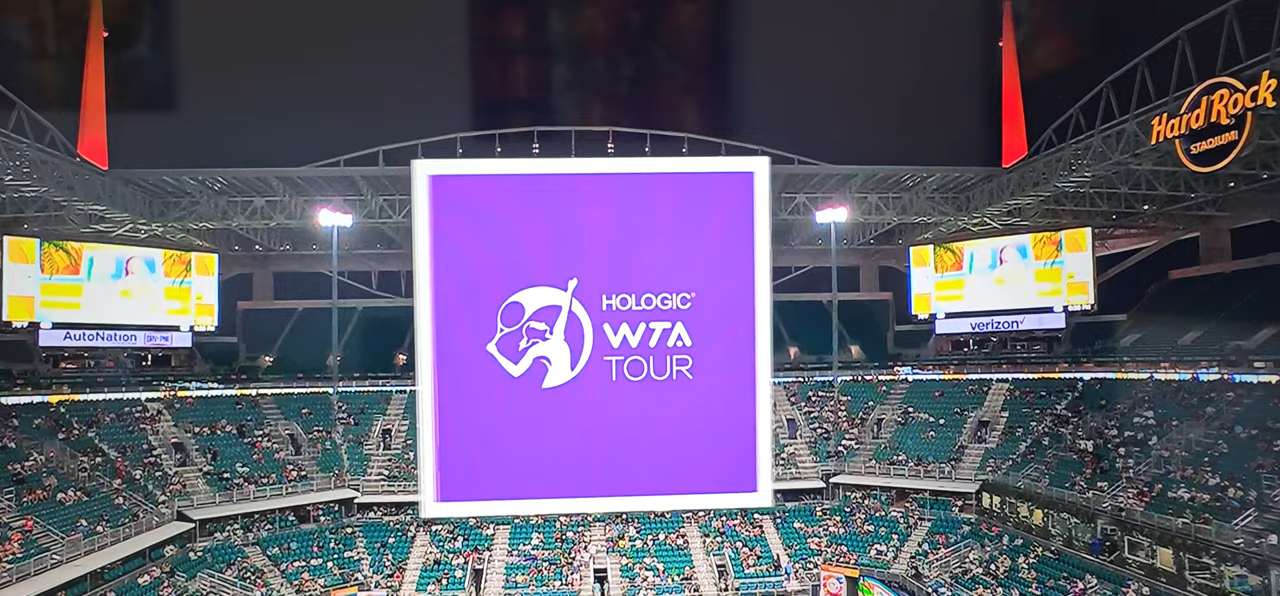 Hard Rock
STADIUM
HOLOGIC®
WTA
TOUR
AutoNation
verizon✓